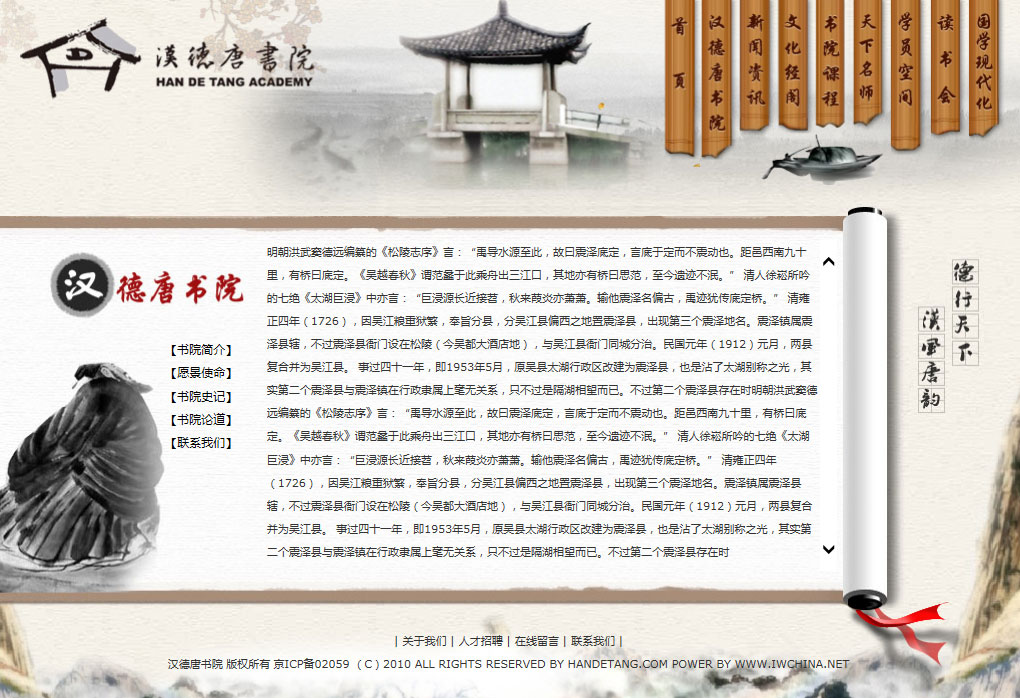 漢德唐書院
HAN DE TANG ACADEMY
首页
汉德唐书院
新闻资讯
文化经阁
书院课程
天下名师
学员空间
读书会
国学现代化
汉德唐书院
【书院简介】
【愿景使命】
【书院史记】
【书院论道】
【联系我们】
明朝洪武窦德远编纂的《松陵志序》言：“禹导水源至此，故曰震泽底定，言底于定而不震动也。距邑西南九十
里，有桥曰底定。《吴越春秋》谓范蠡于此乘舟出三江口，其地亦有桥曰思范，至今遗迹不泯。” 清人徐崧所吟
的七绝《太湖巨浸》中亦言：“巨浸源长近接苕，秋来葭炎亦萧萧。输他震泽名偏古，禹迹犹传底定桥。” 清雍
正四年（1726），因吴江粮重狱繁，奉旨分县，分吴江县偏西之地置震泽县，出现第三个震泽地名。震泽镇属震
泽县辖，不过震泽县衙门设在松陵（今吴都大酒店地），与吴江县衙门同城分治。民国元年（1912）元月，两县
复合并为吴江县。 事过四十一年，即1953年5月，原吴县太湖行政区改建为震泽县，也是沾了太湖别称之光，其
实第二个震泽县与震泽镇在行政隶属上毫无关系，只不过是隔湖相望而已。不过第二个震泽县存在时明朝洪武窦德
远编纂的《松陵志序》言：“禹导水源至此，故曰震泽底定，言底于定而不震动也。距邑西南九十里，有桥曰底
定。《吴越春秋》谓范蠡于此乘舟出三江口，其地亦有桥曰思范，至今遗迹不泯。” 清人徐崧所吟的七绝《太湖
巨浸》中亦言：“巨浸源长近接苕，秋来葭炎亦萧萧。输他震泽名偏古，禹迹犹传底定桥。” 清雍正四年
（1726），因吴江粮重狱繁，奉旨分县，分吴江县偏西之地置震泽县，出现第三个震泽地名。震泽镇属震泽县
辖，不过震泽县衙门设在松陵（今吴都大酒店地），与吴江县衙门同城分治。民国元年（1912）元月，两县复合
并为吴江县。 事过四十一年，即1953年5月，原吴县太湖行政区改建为震泽县，也是沾了太湖别称之光，其实第
二个震泽县与震泽镇在行政隶属上毫无关系，只不过是隔湖相望而已。不过第二个震泽县存在时
德行天下
漢風唐韵
| 关于我们 | 人才招聘 | 在线留言 | 联系我们 |
汉德唐书院 版权所有 京ICP备02059 （C）2010 ALL RIGHTS RESERVED BY HANDETANG.COM POWER BY WWW.IWCHINA.NET